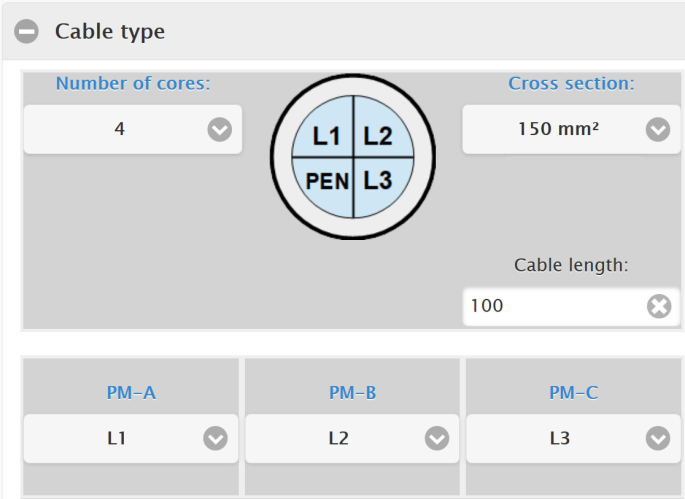 Cable type
Number of cores:
Cross section:
4
150 mm²
L1 L2
PEN L3
Cable length:
100
PM-A
PM-B
PM-C
L1
L2
L3